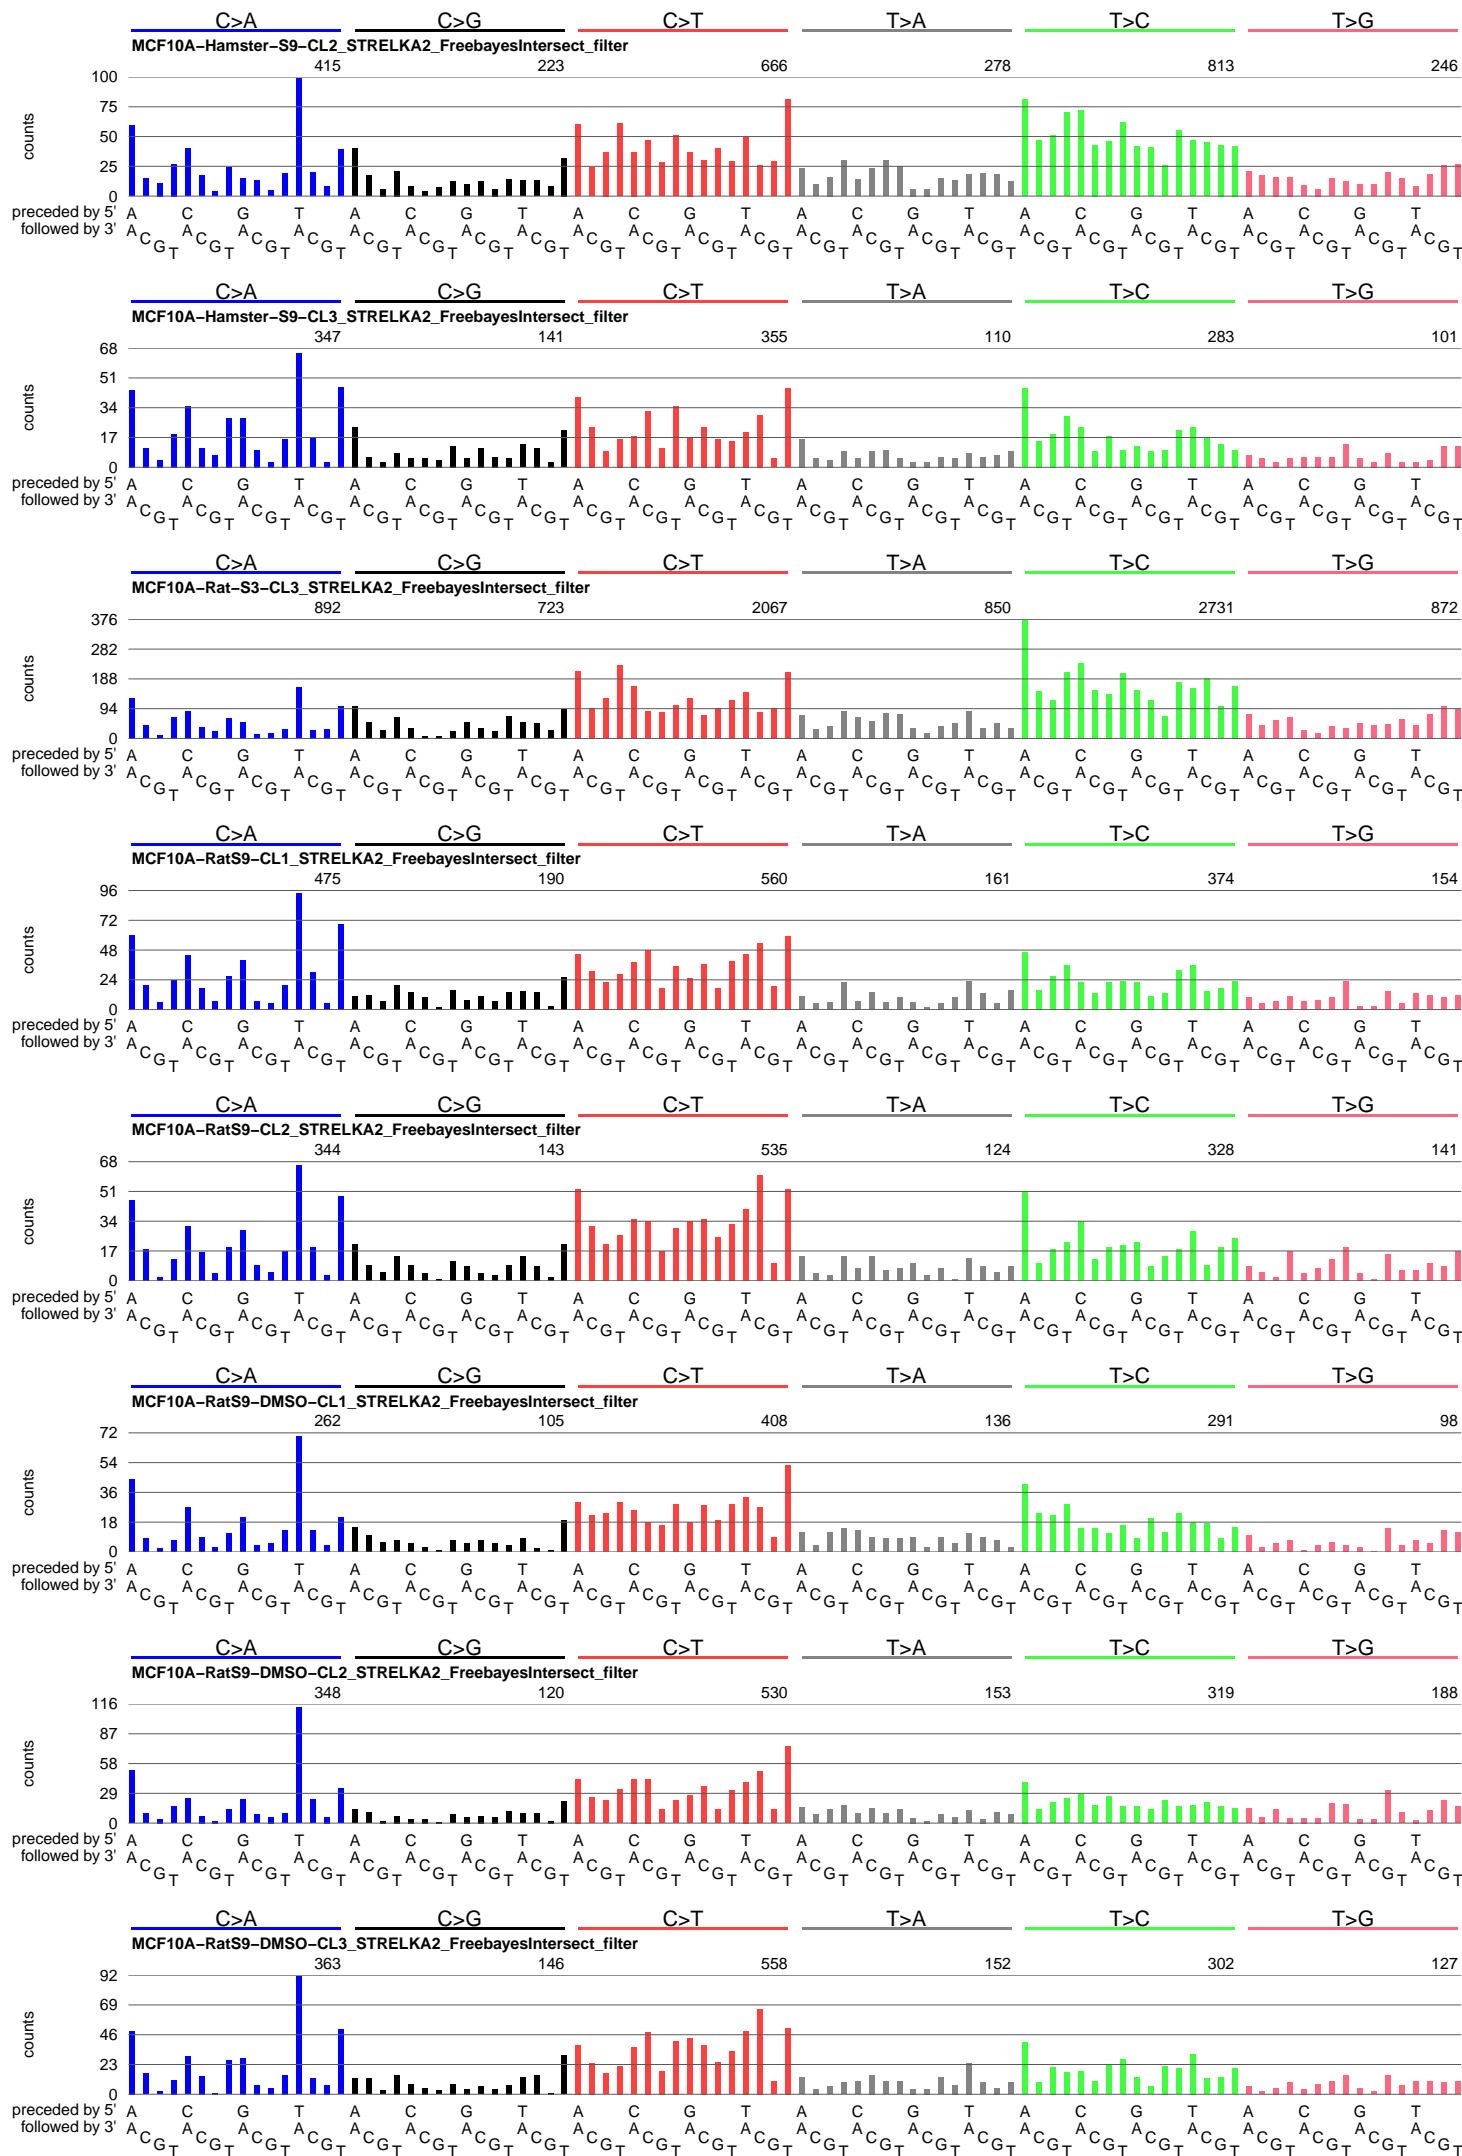 C>A C>G C>T T>A T>C T>G
MCF10A−Hamster−S9−CL2_STRELKA2_FreebayesIntersect_filter
415 223 666 278 813 246
100
75
50
25
0
counts
preceded by 5' A C G T A C G T A C G T A C G T A C G T A C G T
followed by 3' A C G T A C G T A C G T A C G T A C G T A C G T A C G T A C G T A C G T A C G T A C G T A C G T A C G T A C G T A C G T A C G T A C G T A C G T A C G T A C G T A C G T A C G T A C G T A C G T
C>A C>G C>T T>A T>C T>G
MCF10A−Hamster−S9−CL3_STRELKA2_FreebayesIntersect_filter
347 141 355 110 283 101
68
51
34
17
0
counts
preceded by 5' A C G T A C G T A C G T A C G T A C G T A C G T
followed by 3' A C G T A C G T A C G T A C G T A C G T A C G T A C G T A C G T A C G T A C G T A C G T A C G T A C G T A C G T A C G T A C G T A C G T A C G T A C G T A C G T A C G T A C G T A C G T A C G T
C>A C>G C>T T>A T>C T>G
MCF10A−Rat−S3−CL3_STRELKA2_FreebayesIntersect_filter
892 723 2067 850 2731 872
376
282
188
94
0
counts
preceded by 5' A C G T A C G T A C G T A C G T A C G T A C G T
followed by 3' A C G T A C G T A C G T A C G T A C G T A C G T A C G T A C G T A C G T A C G T A C G T A C G T A C G T A C G T A C G T A C G T A C G T A C G T A C G T A C G T A C G T A C G T A C G T A C G T
C>A C>G C>T T>A T>C T>G
MCF10A−RatS9−CL1_STRELKA2_FreebayesIntersect_filter
475 190 560 161 374 154
96
72
48
24
0
counts
preceded by 5' A C G T A C G T A C G T A C G T A C G T A C G T
followed by 3' A C G T A C G T A C G T A C G T A C G T A C G T A C G T A C G T A C G T A C G T A C G T A C G T A C G T A C G T A C G T A C G T A C G T A C G T A C G T A C G T A C G T A C G T A C G T A C G T
C>A C>G C>T T>A T>C T>G
MCF10A−RatS9−CL2_STRELKA2_FreebayesIntersect_filter
344 143 535 124 328 141
68
51
34
17
0
counts
preceded by 5' A C G T A C G T A C G T A C G T A C G T A C G T
followed by 3' A C G T A C G T A C G T A C G T A C G T A C G T A C G T A C G T A C G T A C G T A C G T A C G T A C G T A C G T A C G T A C G T A C G T A C G T A C G T A C G T A C G T A C G T A C G T A C G T
C>A C>G C>T T>A T>C T>G
MCF10A−RatS9−DMSO−CL1_STRELKA2_FreebayesIntersect_filter
262 105 408 136 291 98
72
54
36
18
0
counts
preceded by 5' A C G T A C G T A C G T A C G T A C G T A C G T
followed by 3' A C G T A C G T A C G T A C G T A C G T A C G T A C G T A C G T A C G T A C G T A C G T A C G T A C G T A C G T A C G T A C G T A C G T A C G T A C G T A C G T A C G T A C G T A C G T A C G T
C>A C>G C>T T>A T>C T>G
MCF10A−RatS9−DMSO−CL2_STRELKA2_FreebayesIntersect_filter
348 120 530 153 319 188
116
87
58
29
0
counts
preceded by 5' A C G T A C G T A C G T A C G T A C G T A C G T
followed by 3' A C G T A C G T A C G T A C G T A C G T A C G T A C G T A C G T A C G T A C G T A C G T A C G T A C G T A C G T A C G T A C G T A C G T A C G T A C G T A C G T A C G T A C G T A C G T A C G T
C>A C>G C>T T>A T>C T>G
MCF10A−RatS9−DMSO−CL3_STRELKA2_FreebayesIntersect_filter
363 146 558 152 302 127
92
69
46
23
0
counts
preceded by 5' A C G T A C G T A C G T A C G T A C G T A C G T
followed by 3' A C G T A C G T A C G T A C G T A C G T A C G T A C G T A C G T A C G T A C G T A C G T A C G T A C G T A C G T A C G T A C G T A C G T A C G T A C G T A C G T A C G T A C G T A C G T A C G T